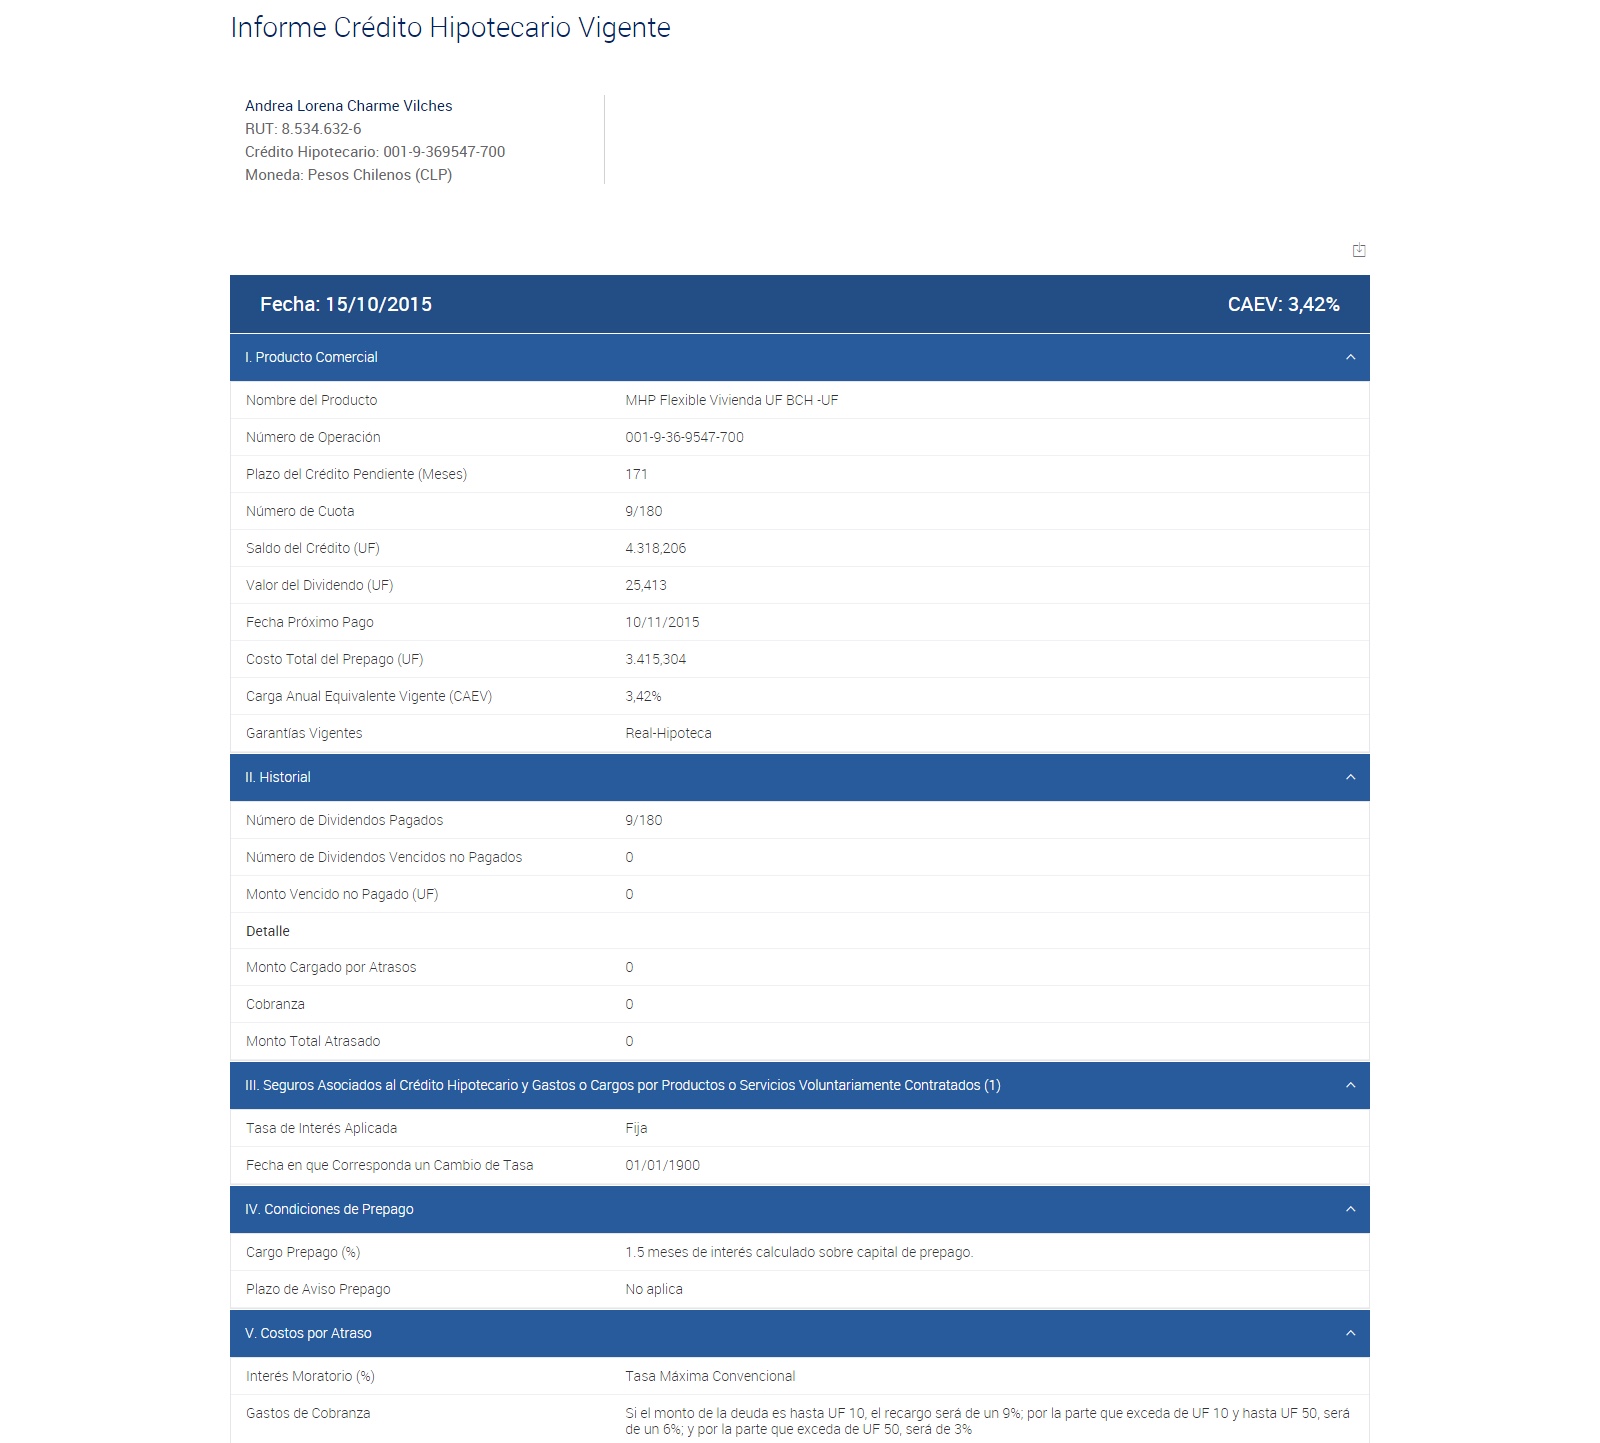 Informe Crédito Hipotecario Vigente
Andrea Lorena Charme Vilches
RUT: 8.534.632-6
Crédito Hipotecario: 001-9-369547-700
Moneda: Pesos Chilenos (CLP)
Fecha: 15/10/2015 CAEV: 3,42%
I. Producto Comercial
Nombre del Producto MHP Flexible Vivienda UF BCH -UF
Número de Operación 001-9-36-9547-700
Plazo del Crédito Pendiente (Meses) 171
Número de Cuota 9/180
Saldo del Crédito (UF) 4.318,206
Valor del Dividendo (UF) 25,413
Fecha Próximo Pago 10/11/2015
Costo Total del Prepago (UF) 3.415,304
Carga Anual Equivalente Vigente (CAEV) 3,42%
Garantías Vigentes Real-Hipoteca
II. Historial
Número de Dividendos Pagados 9/180
Número de Dividendos Vencidos no Pagados 0
Monto Vencido no Pagado (UF) 0
Detalle
Monto Cargado por Atrasos 0
Cobranza 0
Monto Total Atrasado 0
III. Seguros Asociados al Crédito Hipotecario y Gastos o Cargos por Productos o Servicios Voluntariamente Contratados (1)
Tasa de Interés Aplicada Fija
Fecha en que Corresponda un Cambio de Tasa 01/01/1900
IV. Condiciones de Prepago
Cargo Prepago (%) 1.5 meses de interés calculado sobre capital de prepago.
Plazo de Aviso Prepago No aplica
V. Costos por Atraso
Interés Moratorio (%) Tasa Máxima Convencional
Gastos de Cobranza Si el monto de la deuda es hasta UF 10, el recargo será de un 9%; por la parte que exceda de UF 10 y hasta UF 50, será
de un 6%; y por la parte que exceda de UF 50, será de 3%